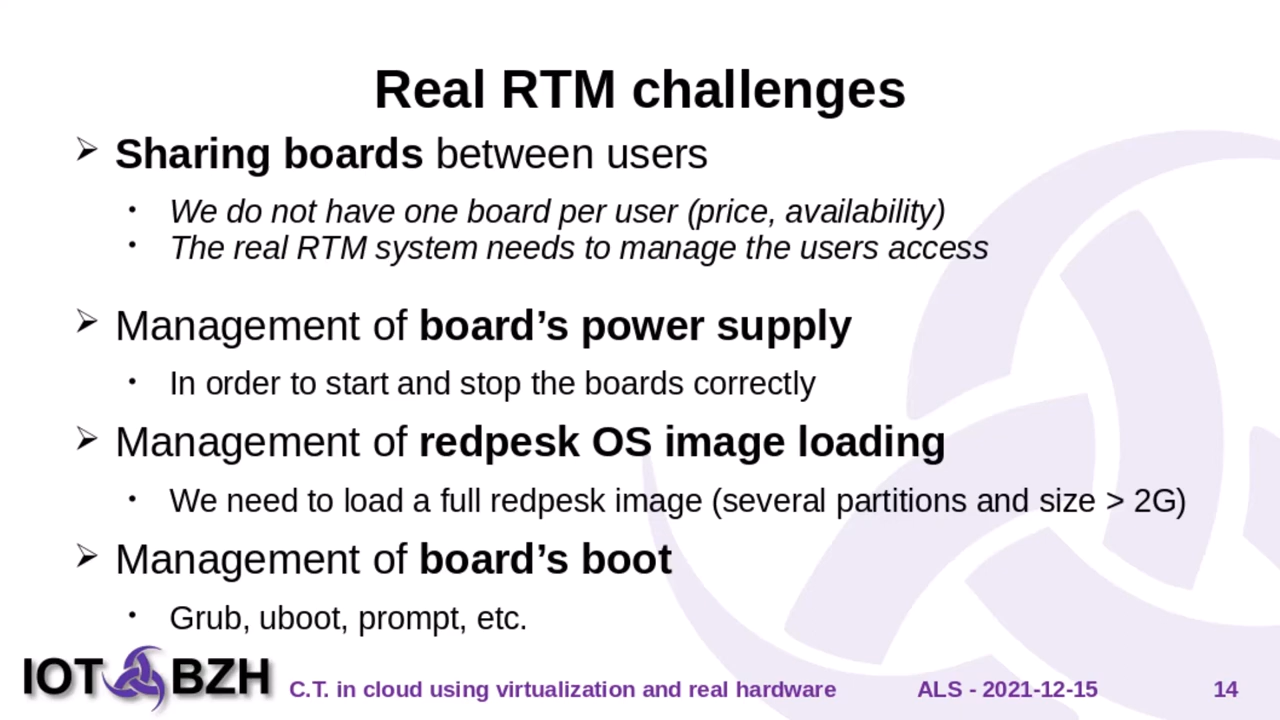 Real RTM challenges
➢ Sharing boards between users
• We do not have one board per user (price, availability)
• The real RTM system needs to manage the users access
➢ Management of board’s power supply
• In order to start and stop the boards correctly
➢ Management of redpesk OS image loading
• We need to load a full redpesk image (several partitions and size > 2G)
➢ Management of board’s boot
• Grub, uboot, prompt, etc.
IOT BZH C.T. in cloud using virtualization and real hardware ALS - 2021-12-15 14